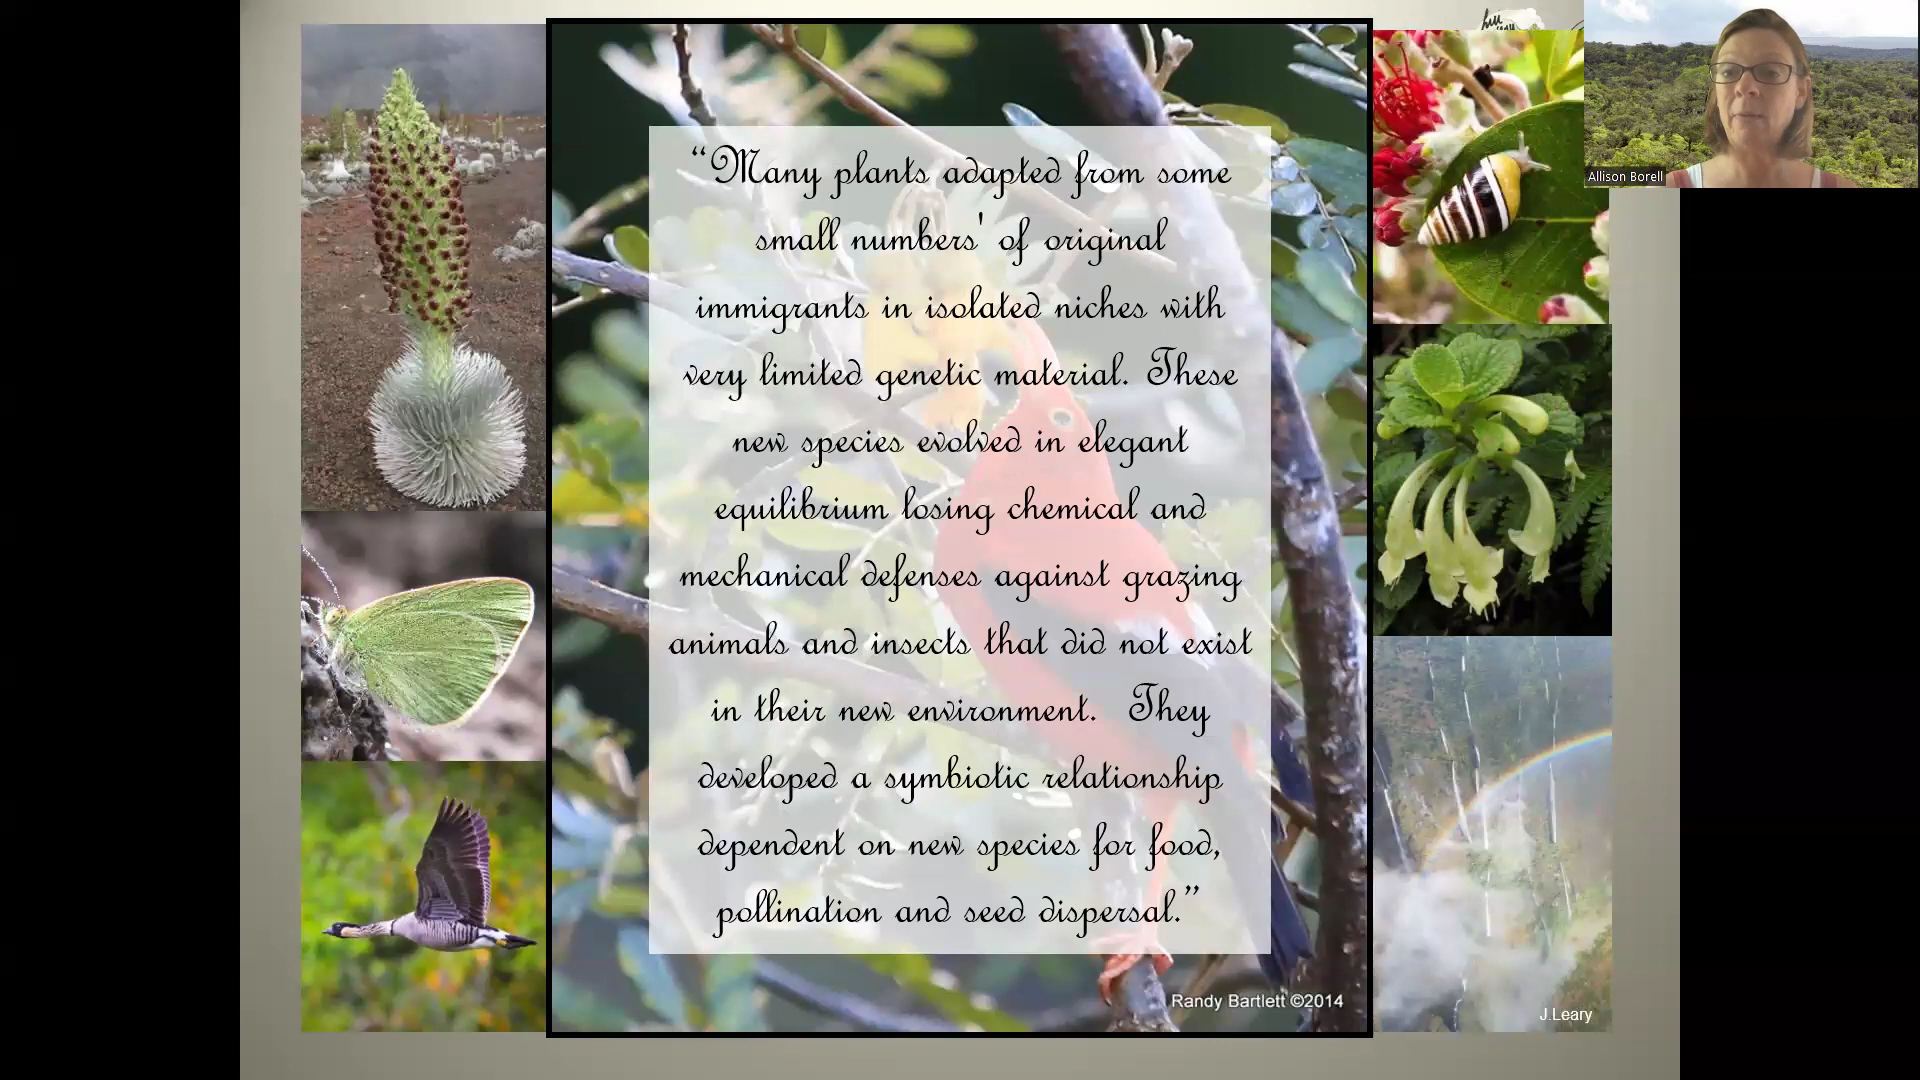 “Many plants adapted from some
small numbers' of original
immigrants in isolated niches with
very limited genetic material. These
new species evolved in elegant
equilibrium losing chemical and
mechanical defenses against grazing
animals and insects that did not exist
in their new environment. They
developed a symbiotic relationship
dependent on new species for food,
pollination and seed dispersal.”
Randy Bartlett ©2014
J.Leary
Allison Borell